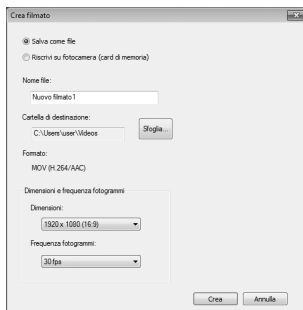 Crea filmato
Salva come file
Riscrivi su fotocamera (card di memoria)
Nome file:
Nuovo filmato1
Cartella di destinazione:
C:\Users\user\Videos
Sfoglia...
Formato:
MOV (H.264/AAC)
Dimensioni e frequenza fotogrammi
Dimensioni:
1920 x 1080 (16:9)
Frequenza fotogrammi:
30 fps
Crea Annulla